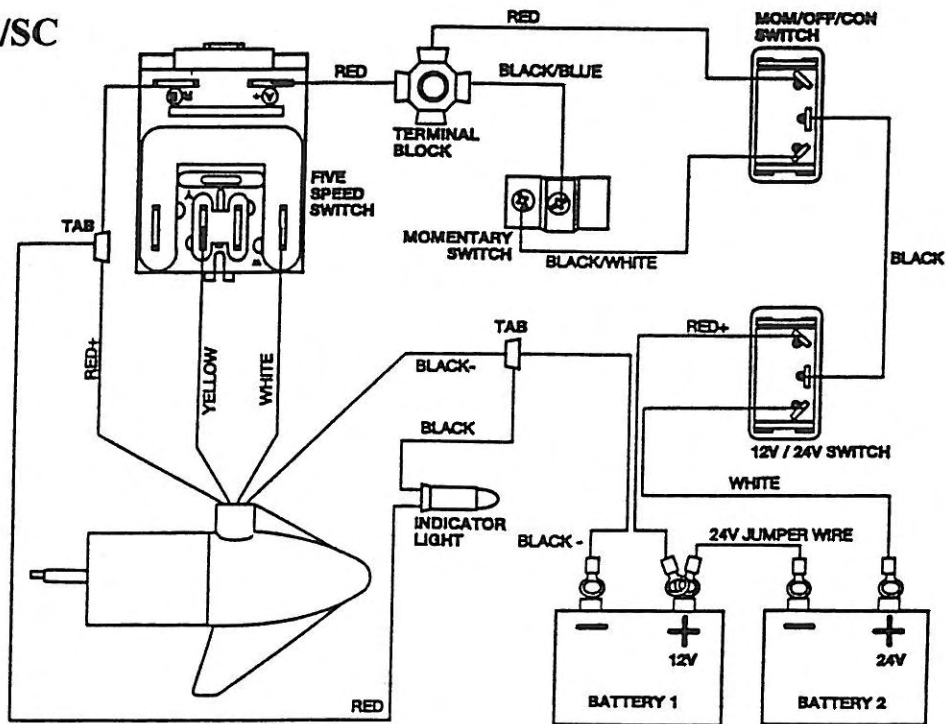 /SC
RED
MOM/OFF/CON
SWITCH
RED
BLACK/BLUE
TERMINAL
BLOCK
FIVE
SPEED
SWITCH
TAB
MOMENTARY
SWITCH
BLACK/WHITE
BLACK
TAB
RED+
RED+
YELLOW
WHITE
BLACK-
BLACK
12V / 24V SWITCH
WHITE
INDICATOR
LIGHT
BLACK -
24V JUMPER WIRE
12V
24V
BATTERY 1
BATTERY 2
RED